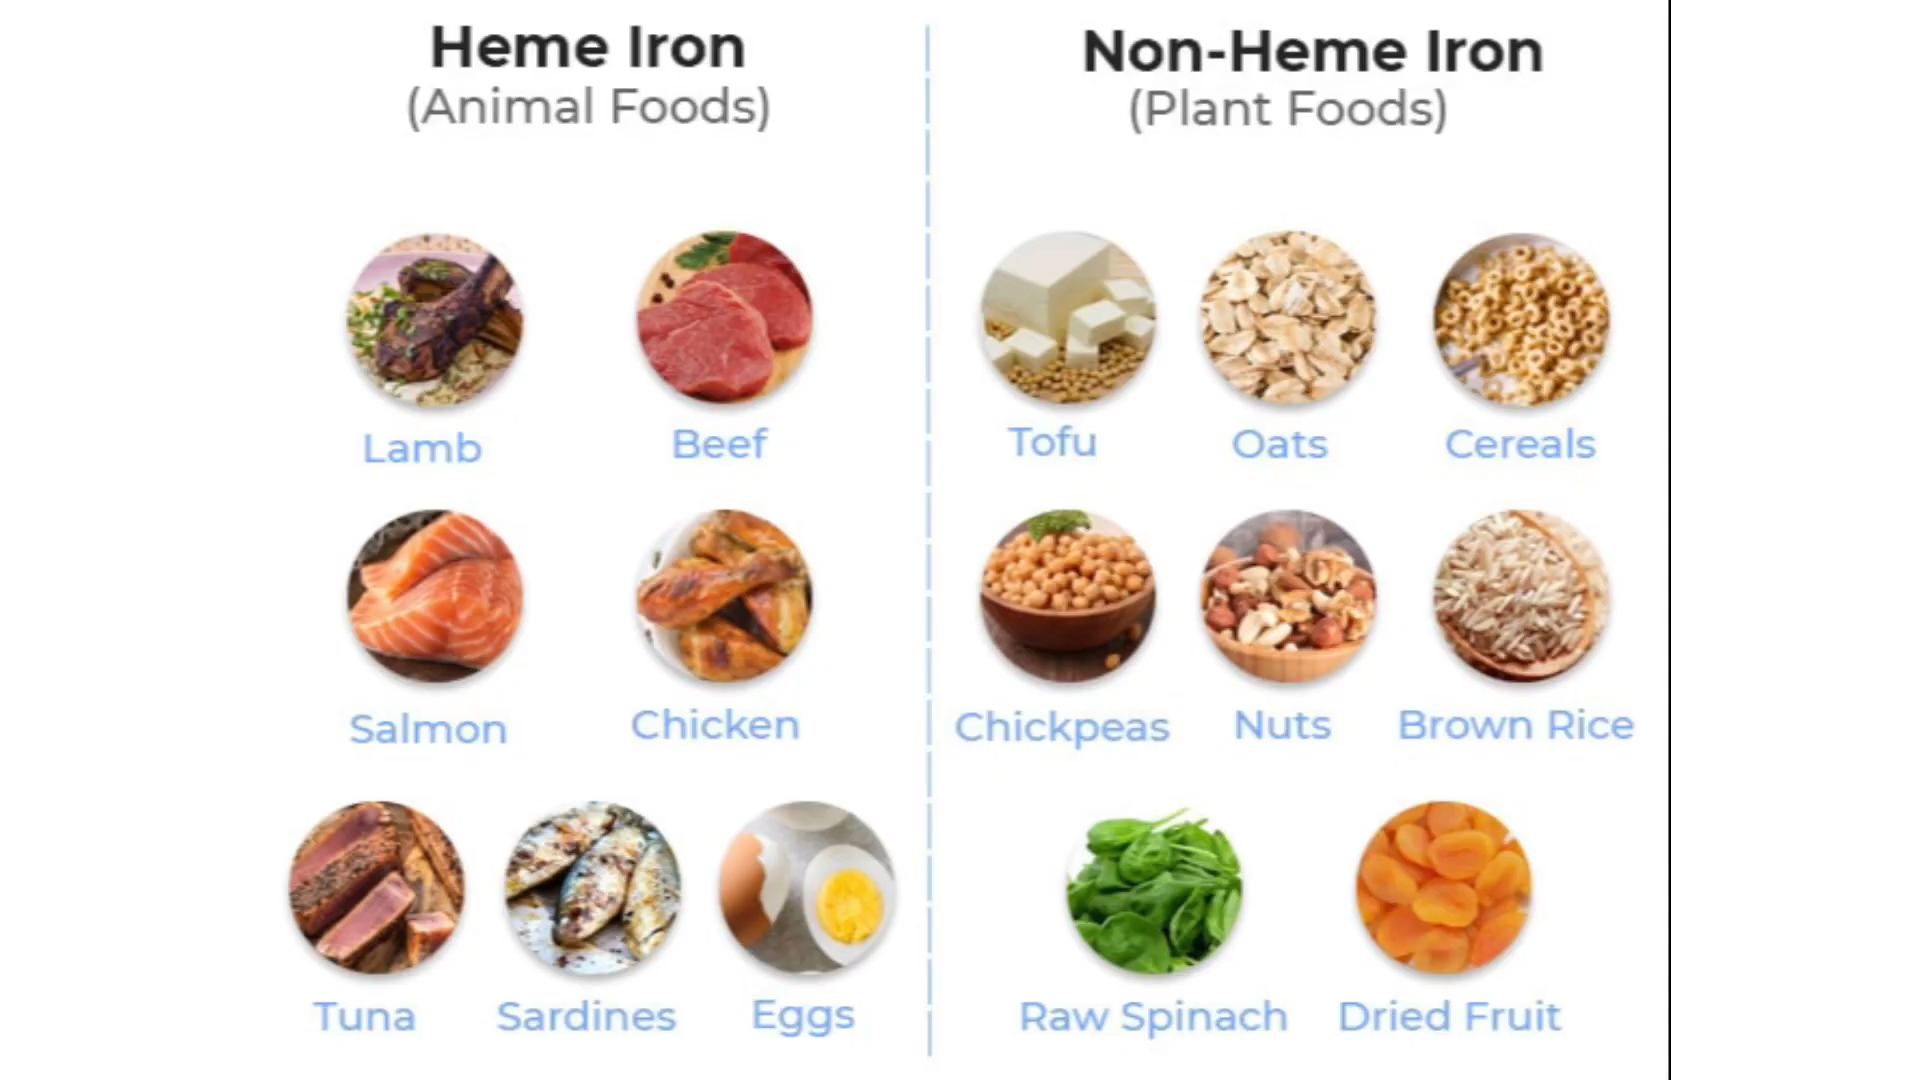 Heme Iron
(Animal Foods)
Lamb
Beef
Salmon
Chicken
Tuna
Sardines
Eggs
Non-Heme Iron
(Plant Foods)
Tofu
Oats
Cereals
Chickpeas
Nuts
Brown Rice
Raw Spinach
Dried Fruit